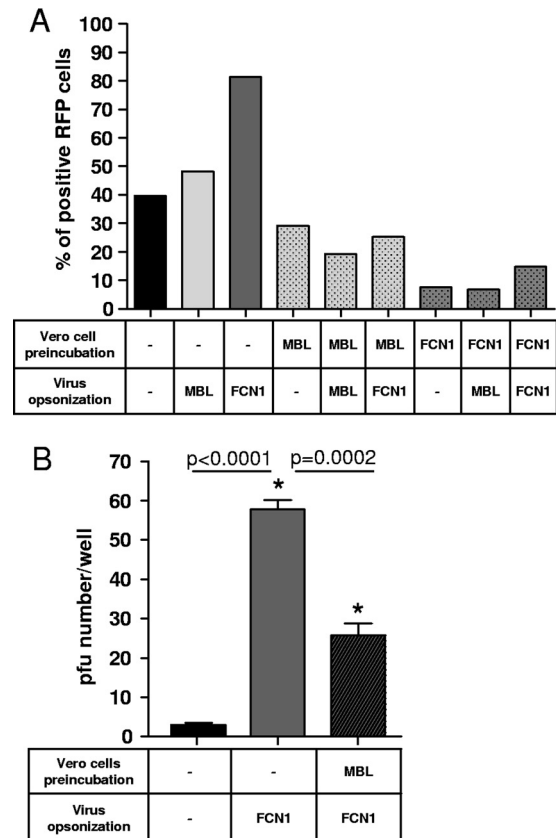 A
% of positive RFP cells
100
90
80
70
60
50
40
30
20
10
0
Vero cell preincubation - - - MBL MBL MBL FCN1 FCN1 FCN1
Virus opsonization - MBL FCN1 - MBL FCN1 - MBL FCN1
B
p<0.0001 p=0.0002
* *
pfu number/well
70
60
50
40
30
20
10
0
Vero cells preincubation - - MBL
Virus opsonization - FCN1 FCN1